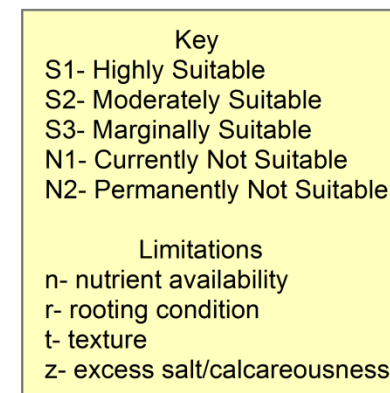 Key
S1- Highly Suitable
S2- Moderately Suitable
S3- Marginally Suitable
N1- Currently Not Suitable
N2- Permanently Not Suitable
Limitations
n- nutrient availability
r- rooting condition
t- texture
z- excess salt/calcareousness